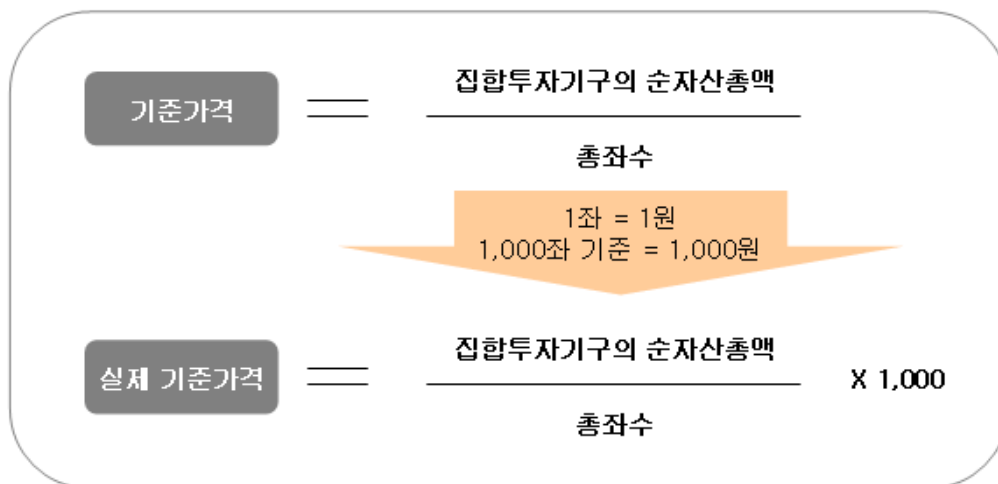 집합투자기구의 순자산총액
기준가격
총좌수
1좌 = 1원
1,000좌 기준 = 1,000원
집합투자기구의 순자산총액
실제 기준가격
X 1,000
총좌수